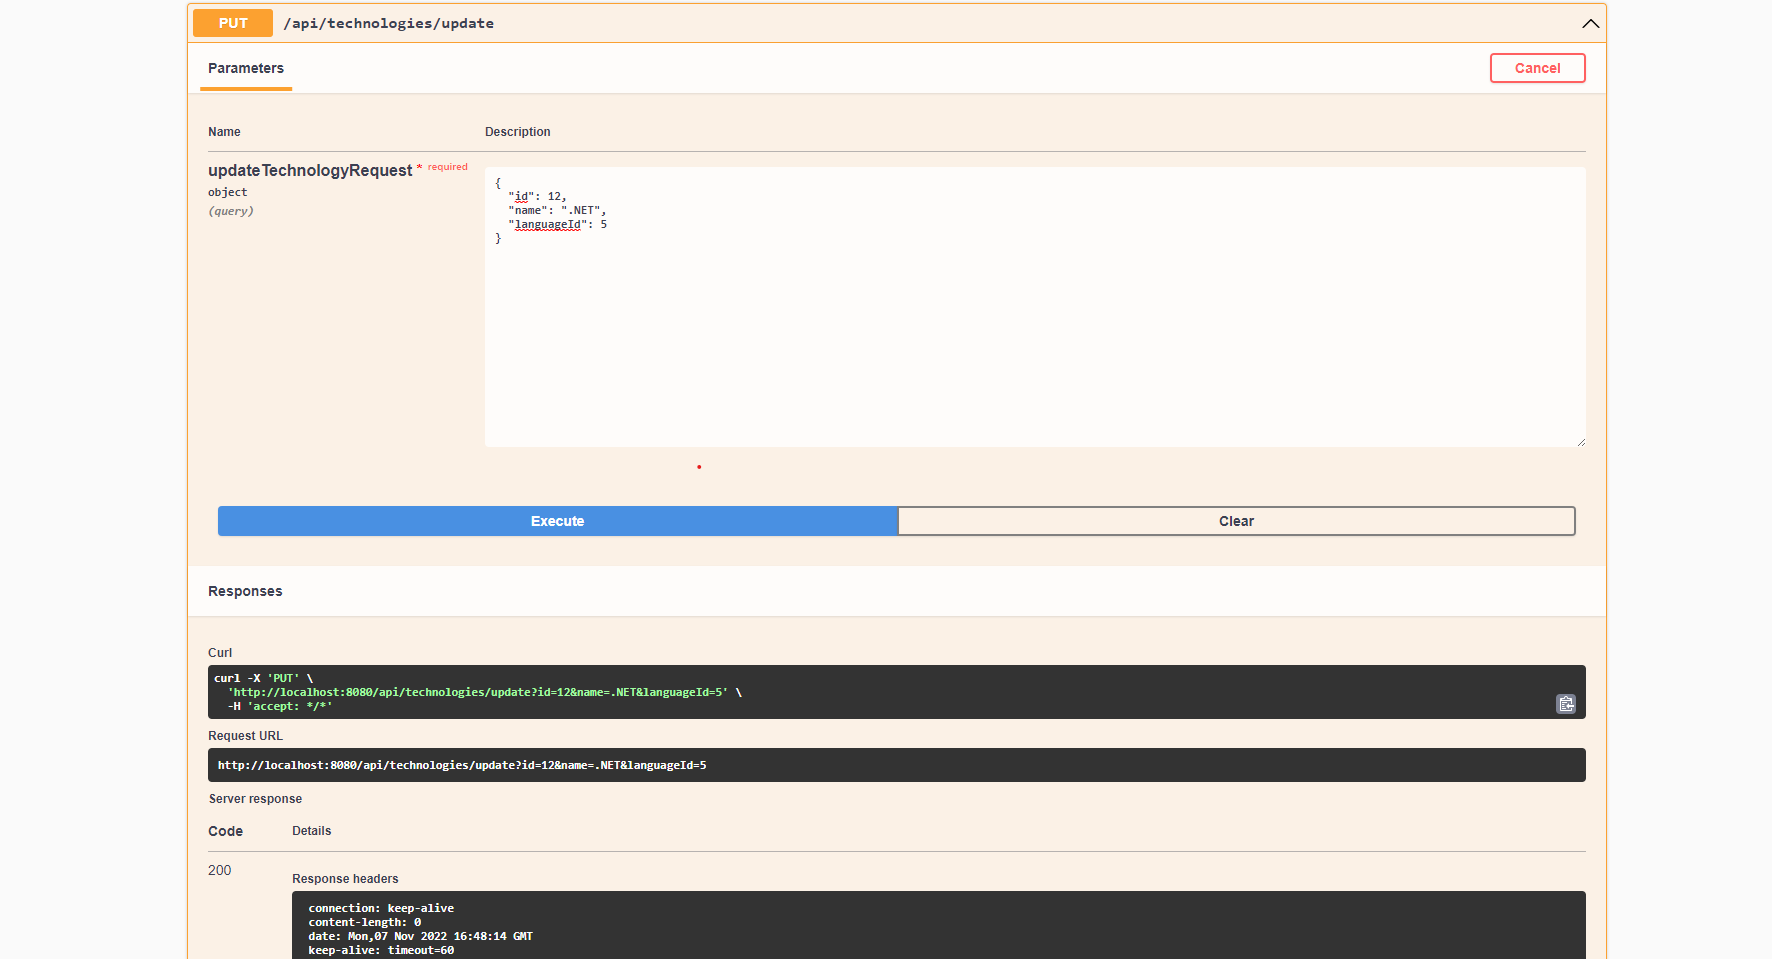 PUT /api/technologies/update
Parameters
Cancel
Name Description
updateTechnologyRequest * required
object
(query)
{
"id": 12,
"name": ".NET",
"languageId": 5
}
Execute Clear
Responses
Curl
curl -X 'PUT' \
'http://localhost:8080/api/technologies/update?id=12&name=.NET&languageId=5' \
-H 'accept: */*'
Request URL
http://localhost:8080/api/technologies/update?id=12&name=.NET&languageId=5
Server response
Code Details
200
Response headers
connection: keep-alive
content-length: 0
date: Mon,07 Nov 2022 16:48:14 GMT
keep-alive: timeout=60